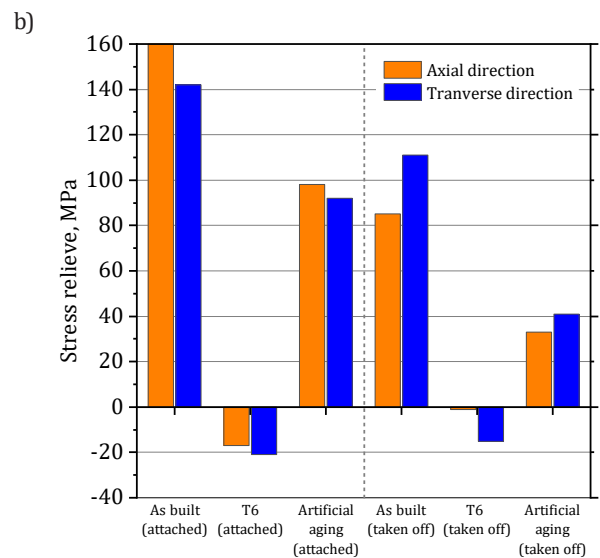 b)
Stress relieve, MPa
160
140
120
100
80
60
40
20
0
-20
-40
Axial direction
Tranverse direction
As built
(attached)
T6
(attached)
Artificial
aging
(attached)
As built
(taken off)
T6
(taken off)
Artificial
aging
(taken off)